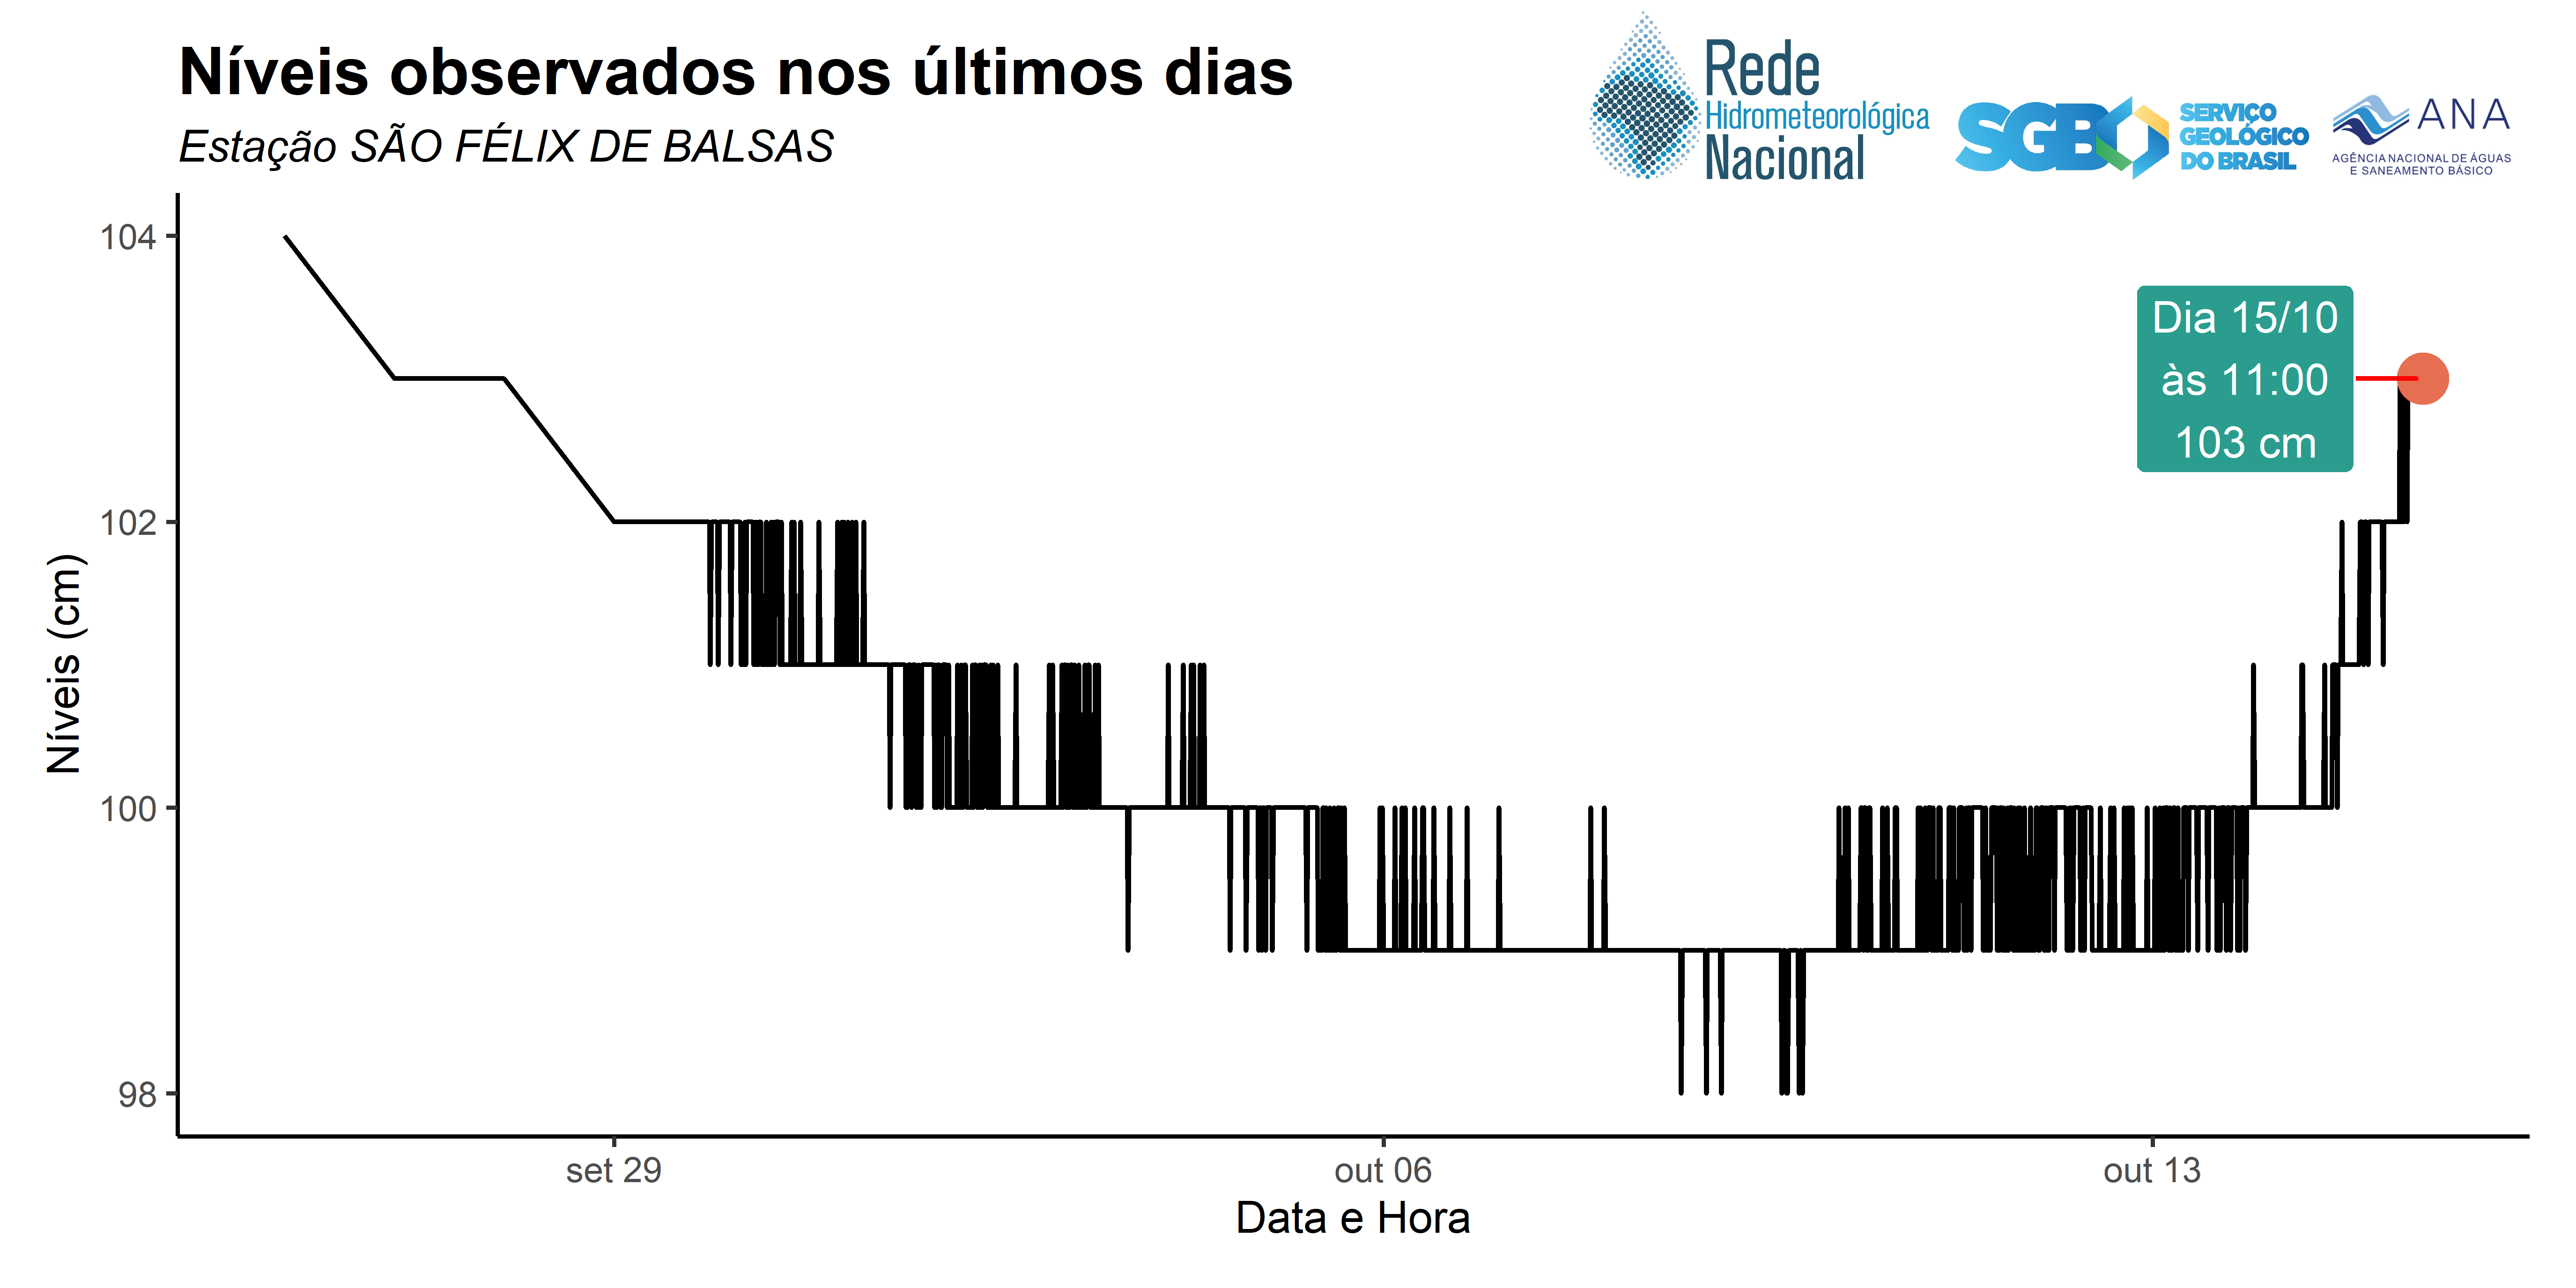 Níveis observados nos últimos dias
Estação SÃO FÉLIX DE BALSAS
Rede
Hidrometeorológica
Nacional
SGB
SERVIÇO
GEOLÓGICO
DO BRASIL
ANA
AGÊNCIA NACIONAL DE ÁGUAS
E SANEAMENTO BÁSICO
Níveis (cm)
104
102
100
98
Dia 15/10
às 11:00
103 cm
set 29
out 06
out 13
Data e Hora